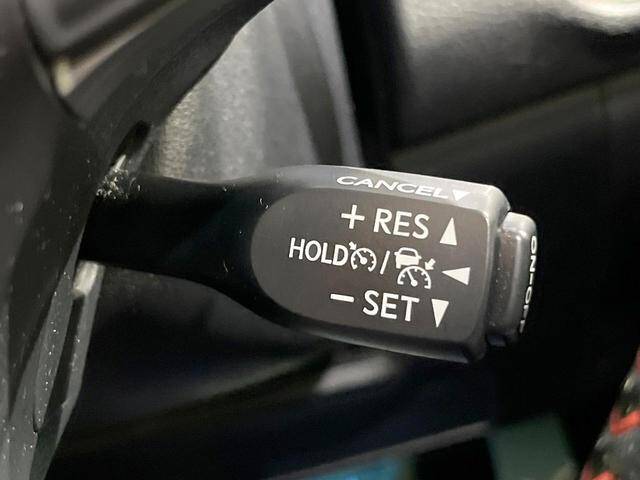 CANCEL▼
+ RES ▲
HOLD / ◀
− SET ▼
ON-OFF